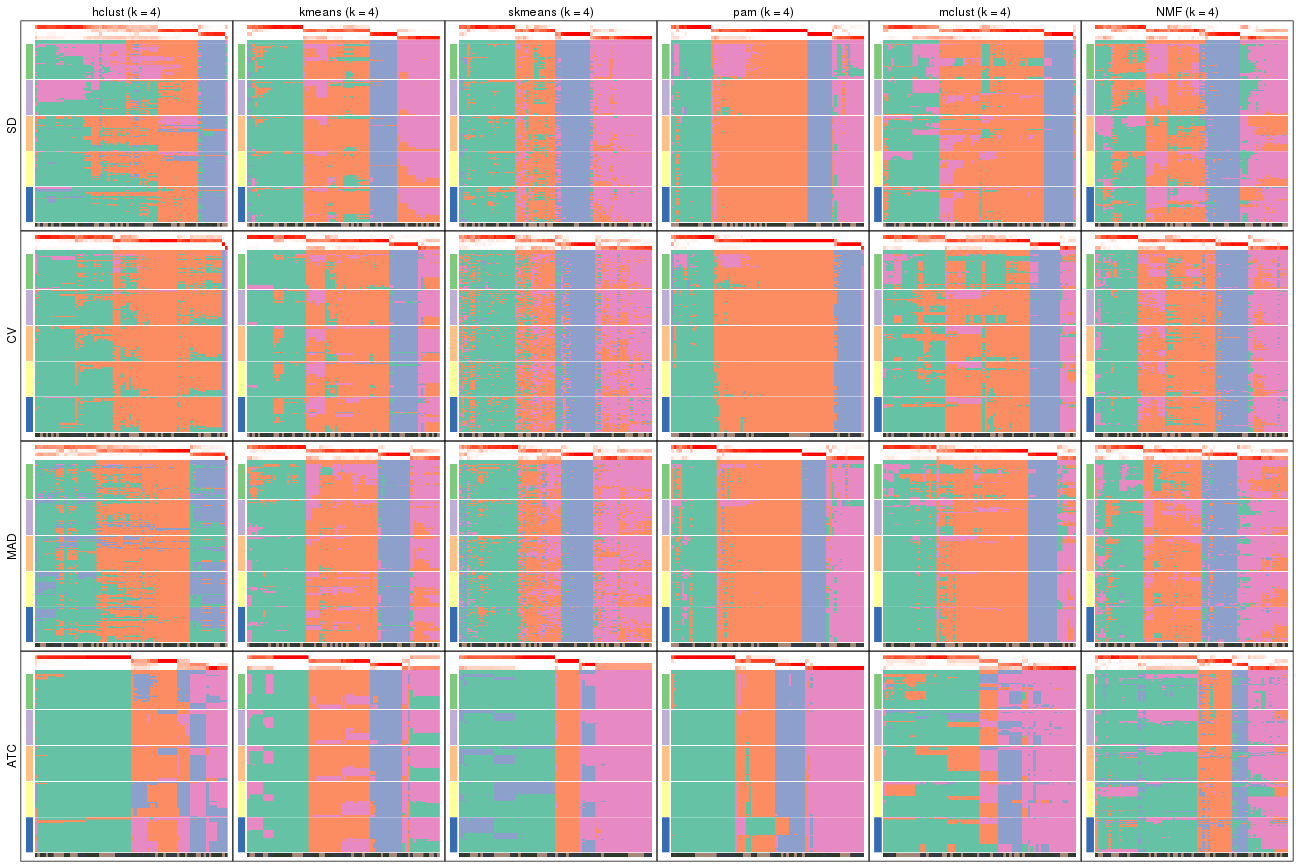 hclust (k = 4) kmeans (k = 4) skmeans (k = 4) pam (k = 4) mclust (k = 4) NMF (k = 4)
SD
CV
MAD
ATC